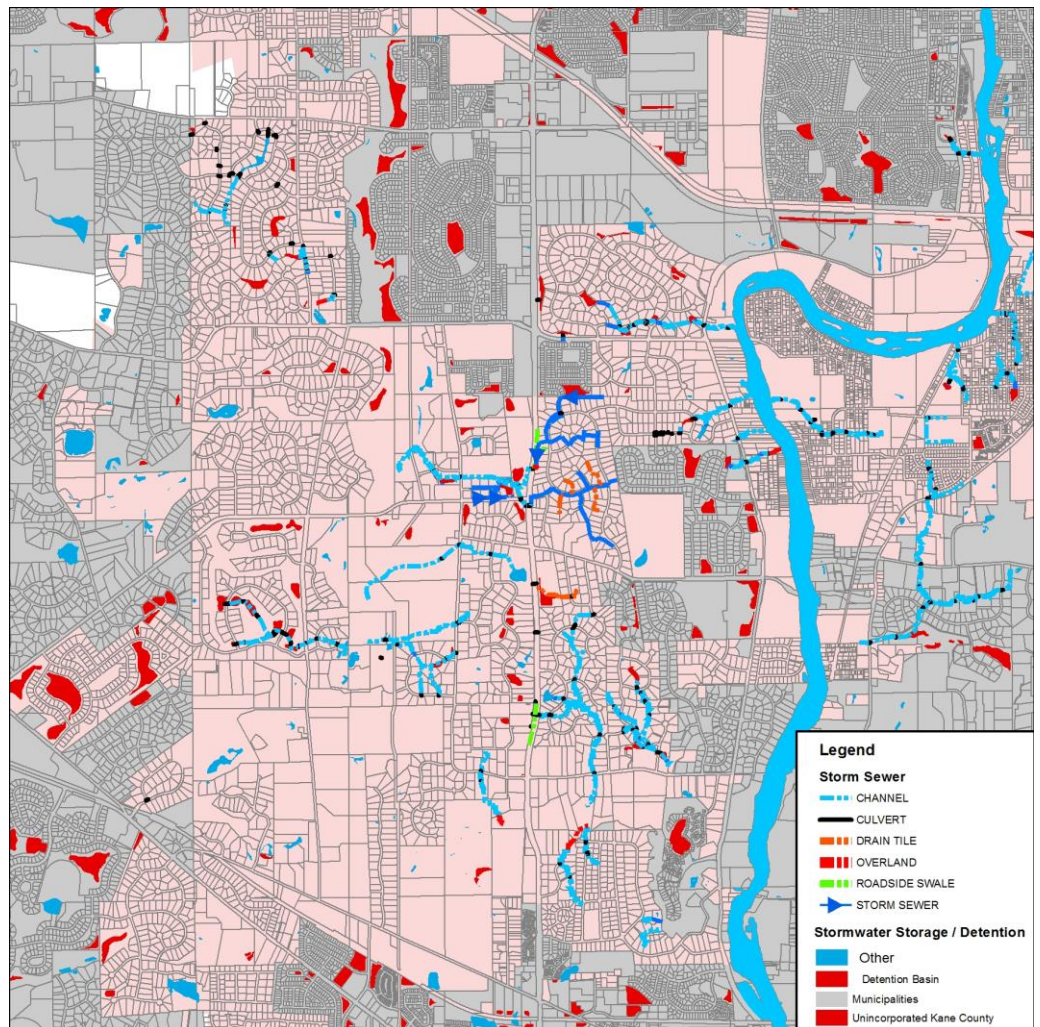 Legend
Storm Sewer
CHANNEL
CULVERT
DRAIN TILE
OVERLAND
ROADSIDE SWALE
STORM SEWER
Stormwater Storage / Detention
Other
Detention Basin
Municipalities
Unincorporated Kane County